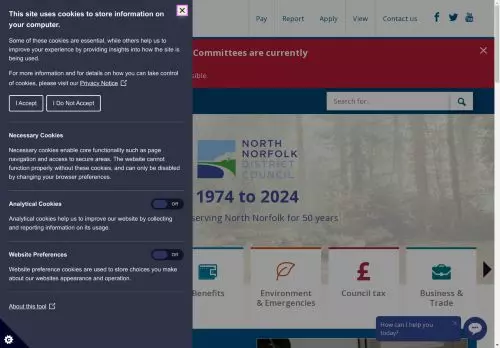 This site uses cookies to store information on
your computer.
Some of these cookies are essential, while others help us to
improve your experience by providing insights into how the site is
being used.
For more information and for details on how you can take control
of cookies, please visit our Privacy Notice
I Accept
I Do Not Accept
Necessary Cookies
Necessary cookies enable core functionality such as page
navigation and access to secure areas. The website cannot
function properly without these cookies, and can only be disabled
by changing your browser preferences.
Analytical Cookies
Off
Analytical cookies help us to improve our website by collecting
and reporting information on its usage.
Website Preferences
Off
Website preference cookies are used to store choices you make
about our websites appearance and operation.
About this tool
Pay
Report
Apply
View
Contact us
Committees are currently
Search for..
NORTH
NORFOLK
DISTRICT
COUNCIL
1974 to 2024
serving North Norfolk for 50 years
Benefits
Environment
& Emergencies
Council tax
Business &
Trade
How can I help you
today?